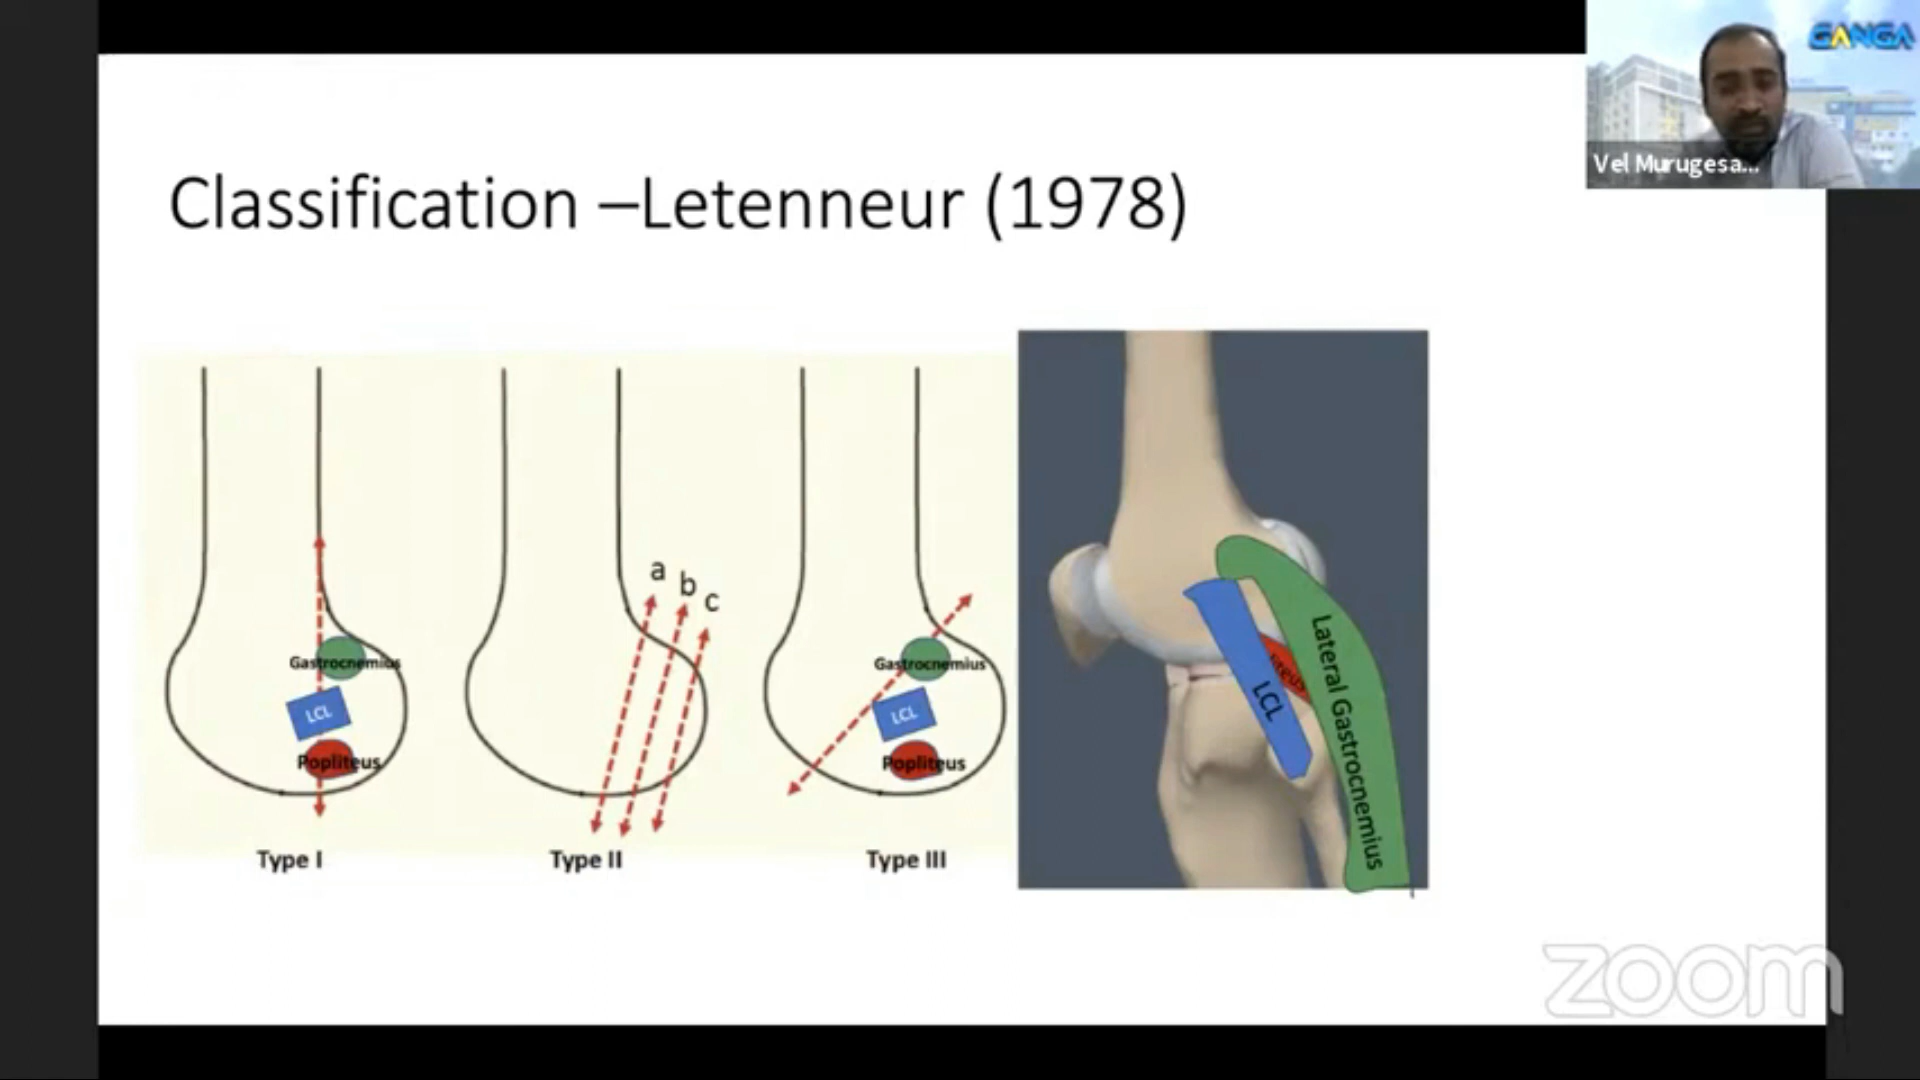 GANGA
Vel Murugesa...
Classification –Letenneur (1978)
a
b
c
Gastrocnemius
LCL
Popliteus
Gastrocnemius
LCL
Popliteus
Type I
Type II
Type III
LCL
Lateral Gastrocnemius
zoom